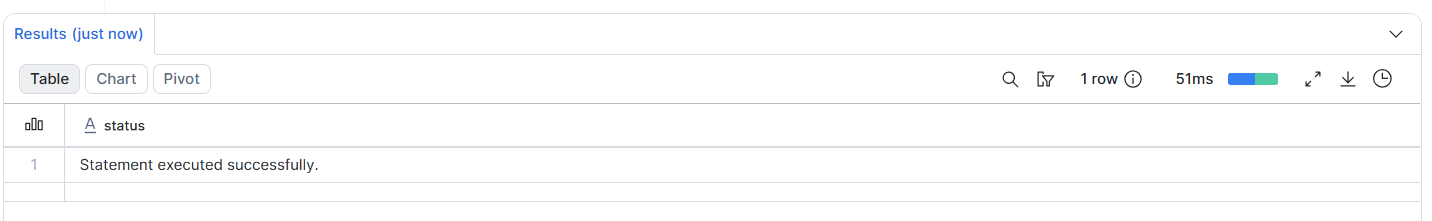 Results (just now)
Table Chart Pivot 1 row 51ms
A status
1 Statement executed successfully.